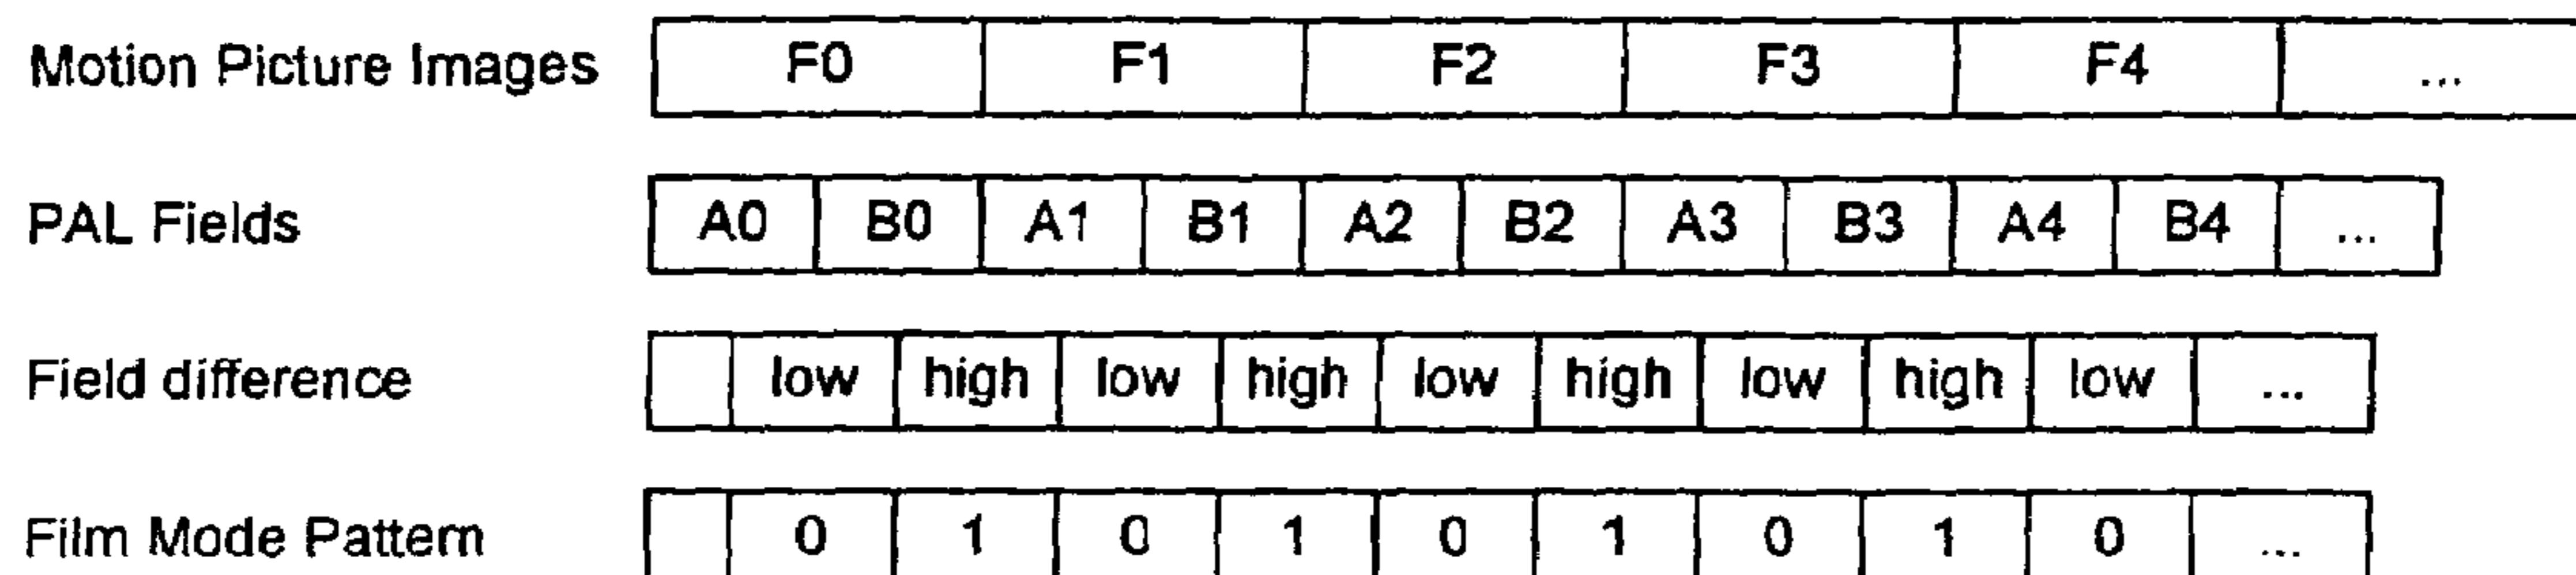 Motion Picture Images F0 F1 F2 F3 F4 ...
PAL Fields A0 B0 A1 B1 A2 B2 A3 B3 A4 B4 ...
Field difference low high low high low high low high low ...
Film Mode Pattern 0 1 0 1 0 1 0 1 0 ...